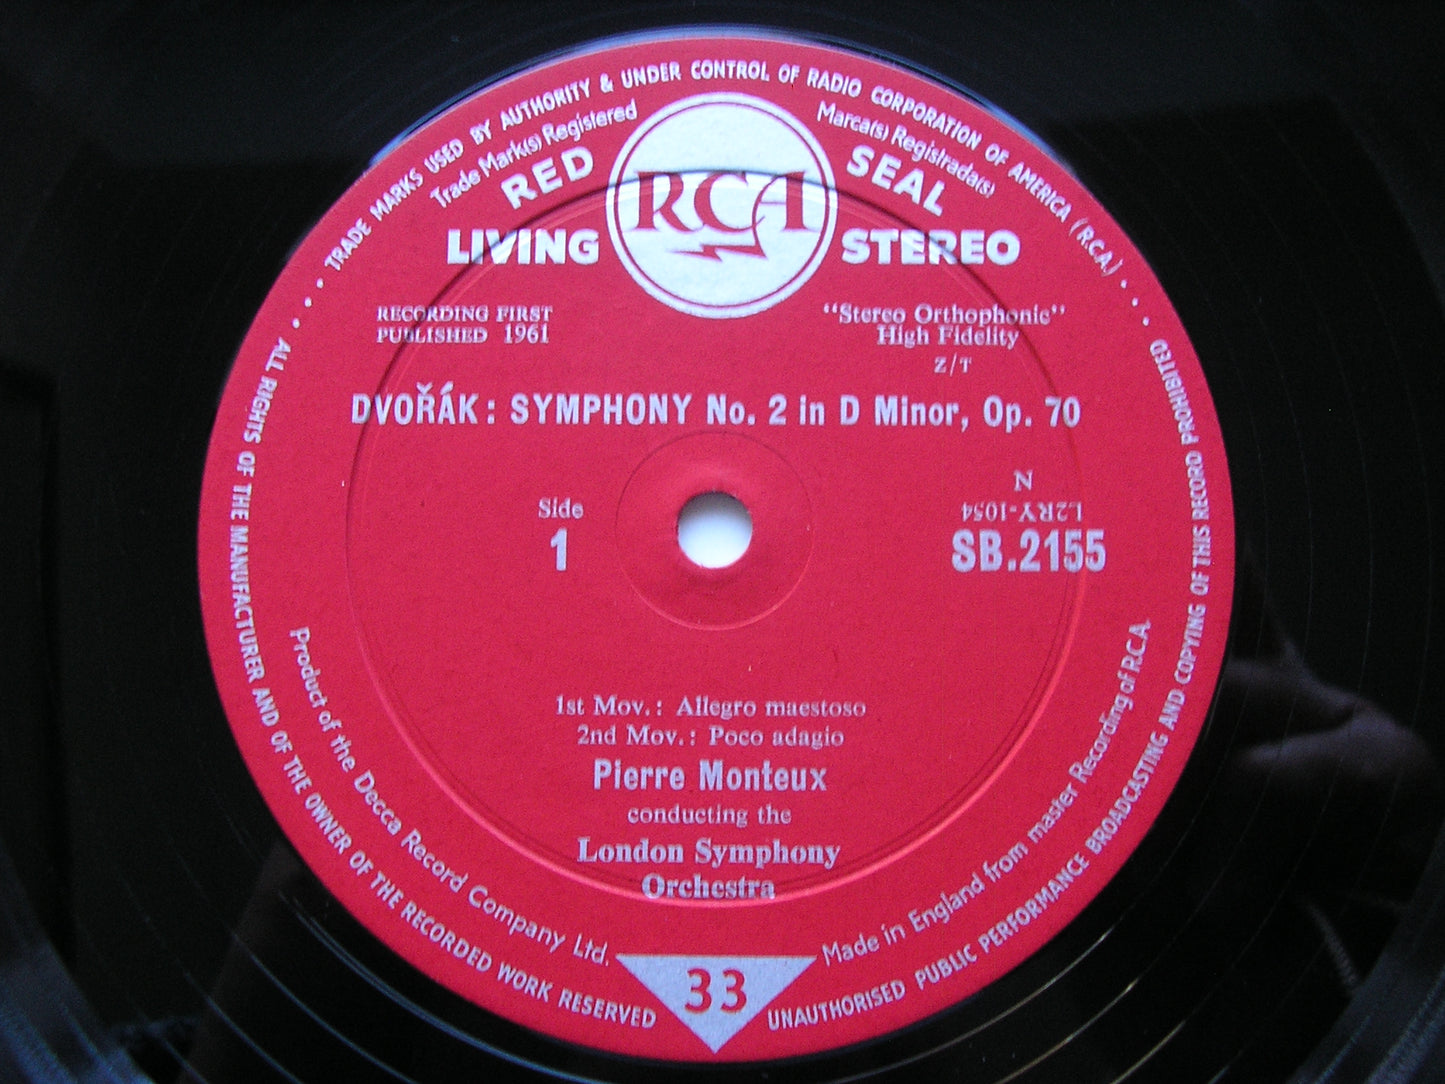 TRADE MARKS USED BY AUTHORITY & UNDER CONTROL OF RADIO CORPORATION OF AMERICA (RCA)
Trade Mark(s) Registered
Marca(s) Registrada(s)
RED SEAL
RCA
LIVING STEREO
RECORDING FIRST
PUBLISHED 1961
"Stereo Orthophonic"
High Fidelity
Z/T
DVOŘÁK : SYMPHONY No. 2 in D Minor, Op. 70
Side
1
N
L2RY-1054
SB.2155
1st Mov. : Allegro maestoso
2nd Mov. : Poco adagio
Pierre Monteux
conducting the
London Symphony
Orchestra
Product of the Decca Record Company Ltd.
Made in England from master Recording of R.C.A.
33
ALL RIGHTS OF THE MANUFACTURER AND OF THE OWNER OF THE RECORDED WORK RESERVED
UNAUTHORISED PUBLIC PERFORMANCE BROADCASTING AND COPYING OF THIS RECORD PROHIBITED